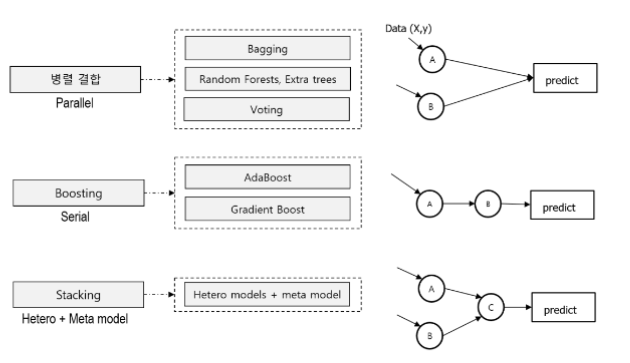 Data (X,y)
Bagging
A
병렬 결합
Random Forests, Extra trees
predict
Parallel
Voting
B
AdaBoost
Boosting
A
B
predict
Serial
Gradient Boost
A
Stacking
Hetero models + meta model
C
predict
Hetero + Meta model
B